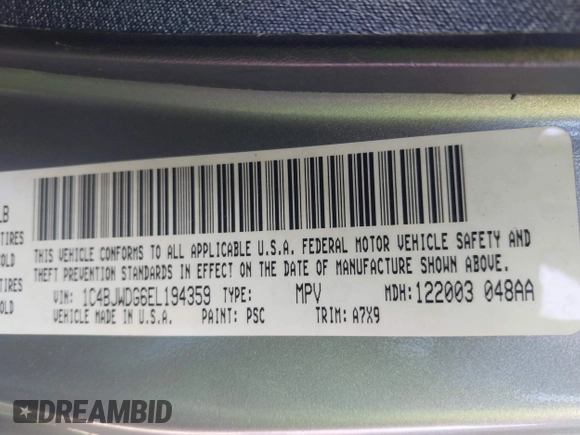 LB
TIRES
COLD
TIRES
COLD
THIS VEHICLE CONFORMS TO ALL APPLICABLE U.S.A. FEDERAL MOTOR VEHICLE SAFETY AND
THEFT PREVENTION STANDARDS IN EFFECT ON THE DATE OF MANUFACTURE SHOWN ABOVE.
VIN: 1C4BJWDG6EL194359 TYPE: MPV MDH: 122003 048AA
VEHICLE MADE IN U.S.A. PAINT: PSC TRIM: A7X9
DREAMBID